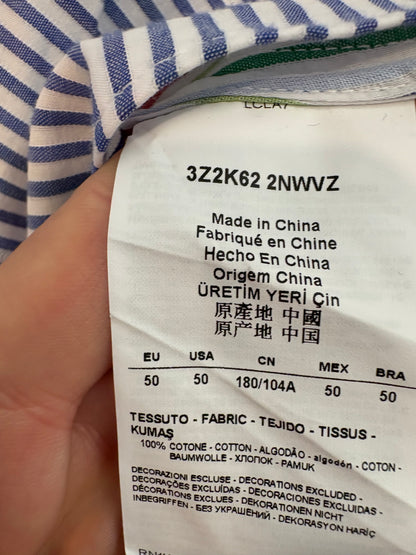 3Z2K62 2NWVZ
Made in China
Fabriqué en Chine
Hecho En China
Origem China
ÜRETİM YERİ Çin
原產地 中國
原产地 中国
EU USA CN MEX BRA
50 50 180/104A 50 50
TESSUTO - FABRIC - TEJIDO - TISSUS -
KUMAŞ
100% COTONE - COTTON - ALGODÃO - algodón - COTON -
BAUMWOLLE - ХЛОПОК - PAMUK
DECORAZIONI ESCLUSE - DECORATIONS EXCLUDED -
DECORAÇÕES EXCLUÍDAS - DECORACIONES EXCLUIDAS -
DÉCORATIONS EXCLUES - DEKORATIONEN NICHT
INBEGRIFFEN - БЕЗ УКРАШЕНИЙ - DEKORASYON HARİÇ